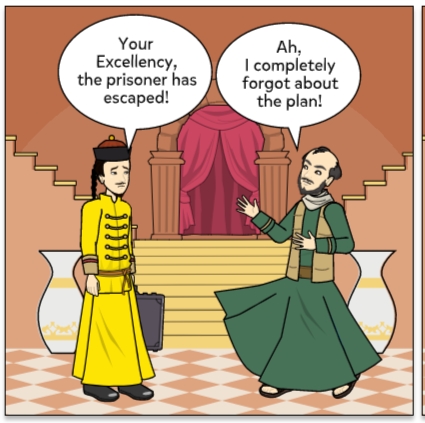 Your
Excellency,
the prisoner has
escaped!
Ah,
I completely
forgot about
the plan!